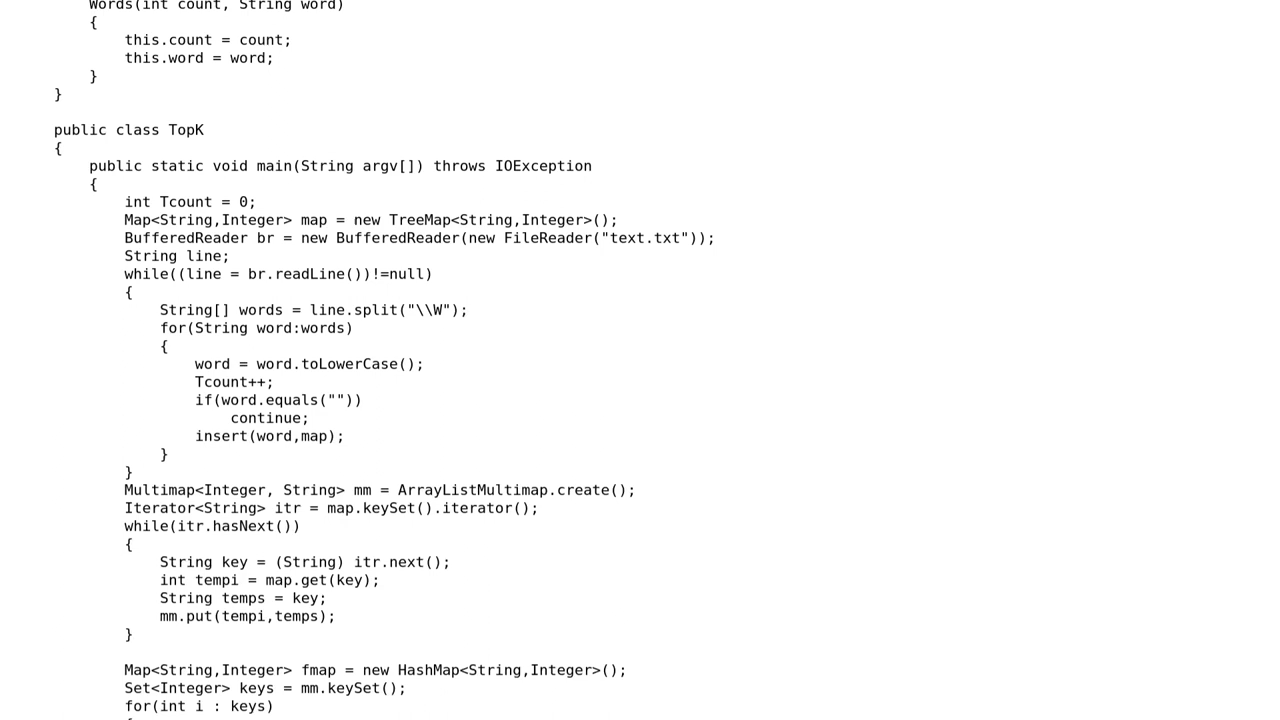 Words(int count, String word)
{
this.count = count;
this.word = word;
}
}
public class TopK
{
public static void main(String argv[]) throws IOException
{
int Tcount = 0;
Map<String,Integer> map = new TreeMap<String,Integer>();
BufferedReader br = new BufferedReader(new FileReader("text.txt"));
String line;
while((line = br.readLine())!=null)
{
String[] words = line.split("\\W");
for(String word:words)
{
word = word.toLowerCase();
Tcount++;
if(word.equals(""))
continue;
insert(word,map);
}
}
Multimap<Integer, String> mm = ArrayListMultimap.create();
Iterator<String> itr = map.keySet().iterator();
while(itr.hasNext())
{
String key = (String) itr.next();
int tempi = map.get(key);
String temps = key;
mm.put(tempi,temps);
}
Map<String,Integer> fmap = new HashMap<String,Integer>();
Set<Integer> keys = mm.keySet();
for(int i : keys)
{